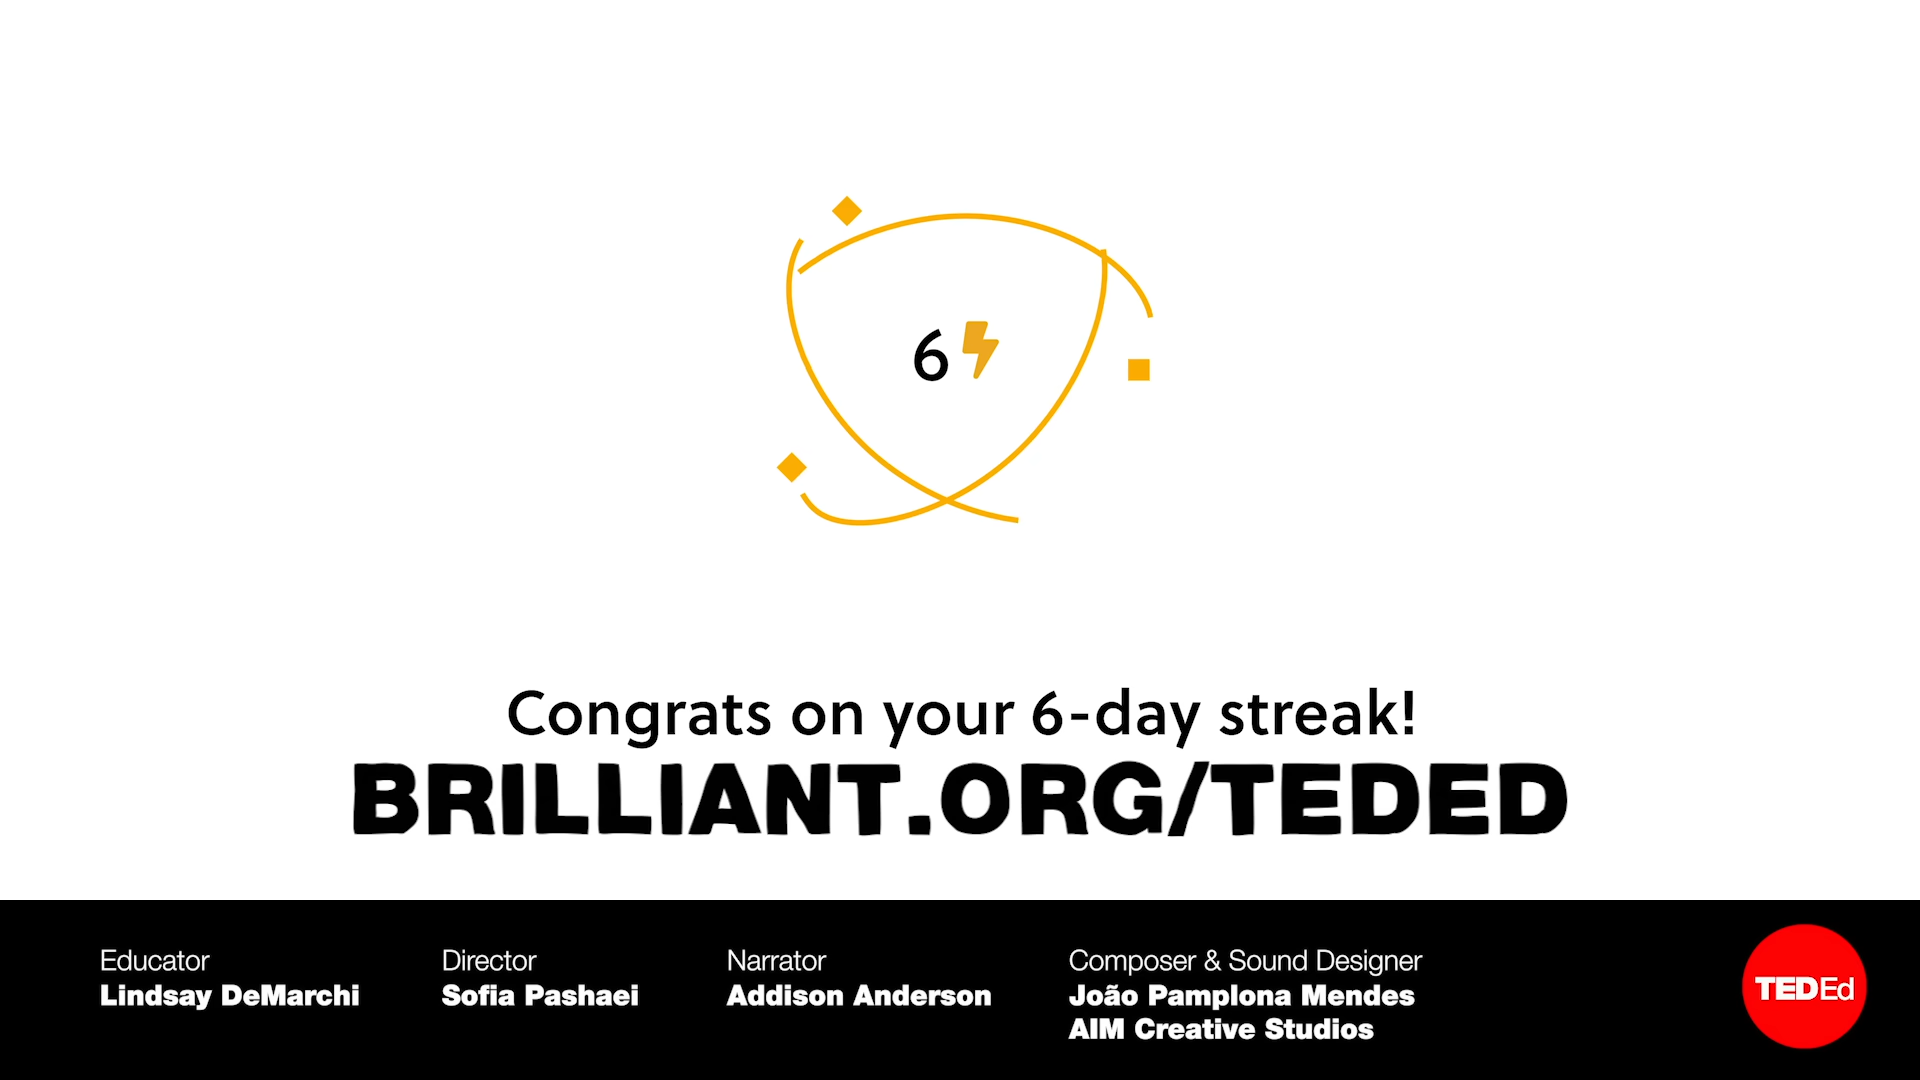 6
Congrats on your 6-day streak!
BRILLIANT.ORG/TEDED
Educator
Lindsay DeMarchi
Director
Sofia Pashaei
Narrator
Addison Anderson
Composer & Sound Designer
João Pamplona Mendes
AIM Creative Studios
TEDEd